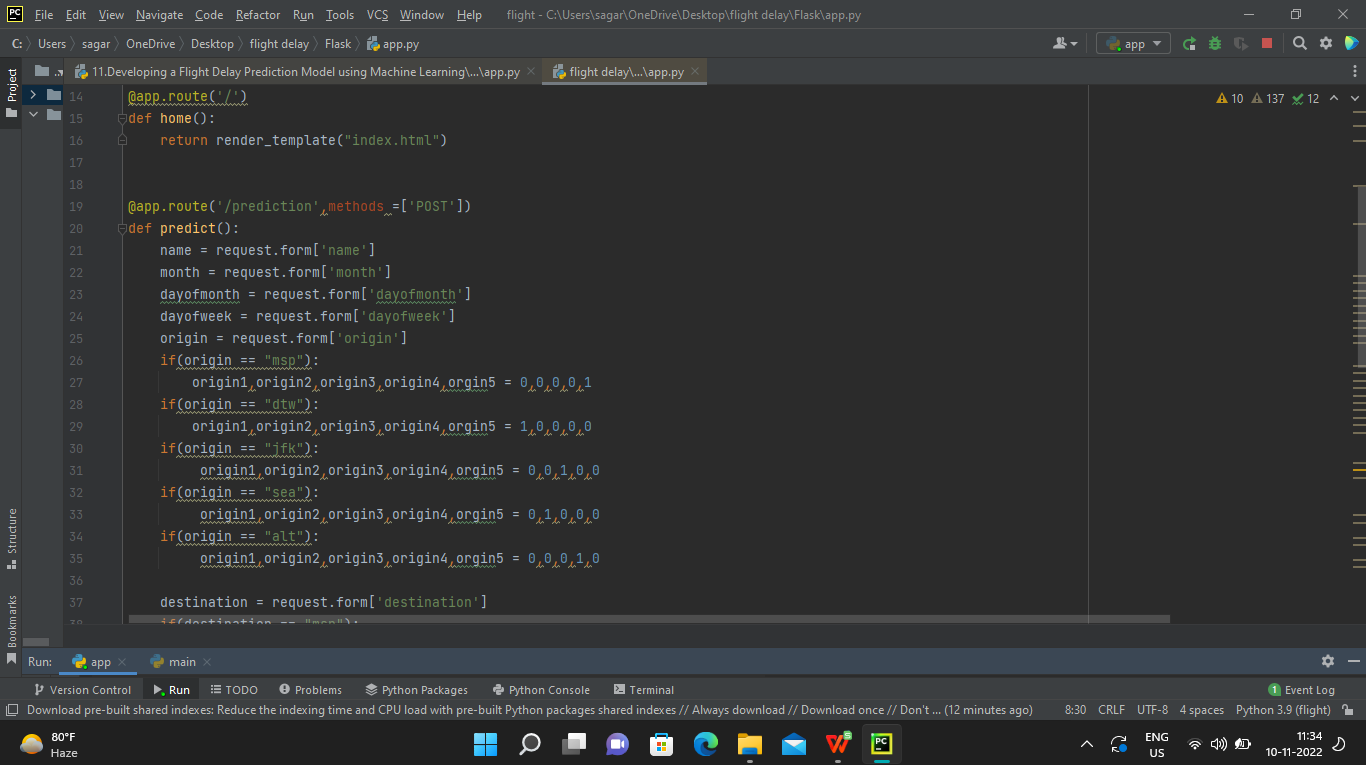 PC File Edit View Navigate Code Refactor Run Tools VCS Window Help flight - C:\Users\sagar\OneDrive\Desktop\flight delay\Flask\app.py
C: Users sagar OneDrive Desktop flight delay Flask app.py app
Project .. 11.Developing a Flight Delay Prediction Model using Machine Learning\...\app.py flight delay\...\app.py
14 @app.route('/') 10 137 12
15 def home():
16 return render_template("index.html")
17
18
19 @app.route('/prediction',methods =['POST'])
20 def predict():
21 name = request.form['name']
22 month = request.form['month']
23 dayofmonth = request.form['dayofmonth']
24 dayofweek = request.form['dayofweek']
25 origin = request.form['origin']
26 if(origin == "msp"):
27 origin1,origin2,origin3,origin4,orgin5 = 0,0,0,0,1
28 if(origin == "dtw"):
29 origin1,origin2,origin3,origin4,orgin5 = 1,0,0,0,0
30 if(origin == "jfk"):
31 origin1,origin2,origin3,origin4,orgin5 = 0,0,1,0,0
32 if(origin == "sea"):
33 origin1,origin2,origin3,origin4,orgin5 = 0,1,0,0,0
34 if(origin == "alt"):
35 origin1,origin2,origin3,origin4,orgin5 = 0,0,0,1,0
36
37 destination = request.form['destination']
38 if(destination == "msp"):
Structure
Bookmarks
Run: app main
Version Control Run TODO Problems Python Packages Python Console Terminal 1 Event Log
Download pre-built shared indexes: Reduce the indexing time and CPU load with pre-built Python packages shared indexes // Always download // Download once // Don't ... (12 minutes ago) 8:30 CRLF UTF-8 4 spaces Python 3.9 (flight)
80°F
Haze
ENG
US
11:34
10-11-2022